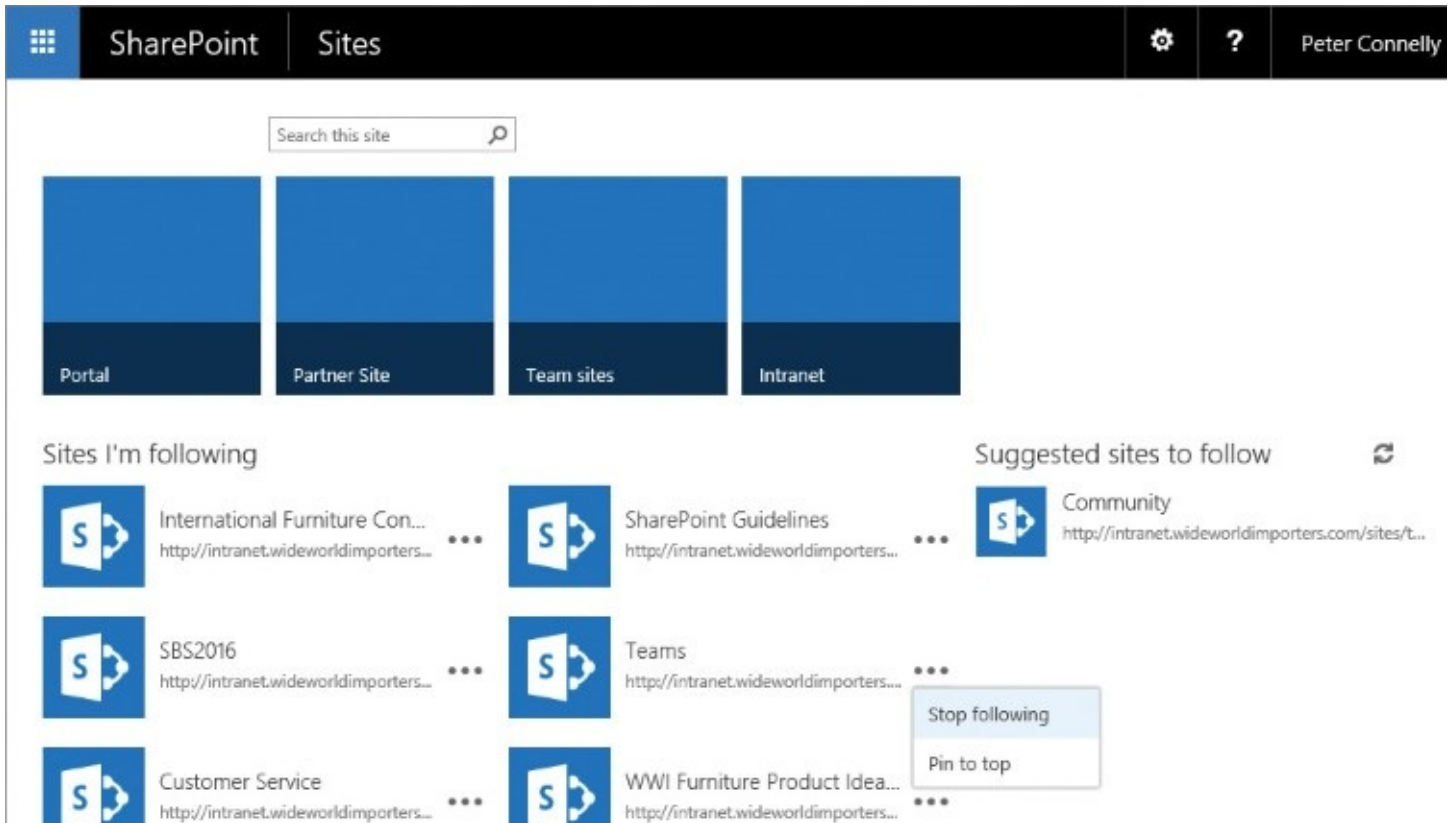 SharePoint
Sites
?
Peter Connelly
Search this site
Portal
Partner Site
Team sites
Intranet
Sites I'm following
International Furniture Con...
http://intranet.wideworldimporters...
SharePoint Guidelines
http://intranet.wideworldimporters...
SBS2016
http://intranet.wideworldimporters...
Teams
http://intranet.wideworldimporters....
Stop following
Pin to top
Customer Service
http://intranet.wideworldimporters...
WWI Furniture Product Idea...
http://intranet.wideworldimporters...
Suggested sites to follow
Community
http://intranet.wideworldimporters.com/sites/t...